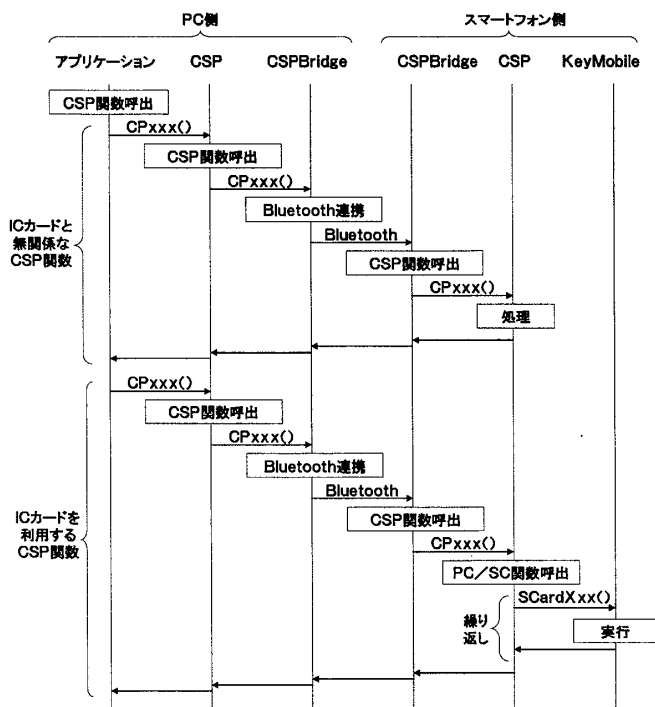 PC側
スマートフォン側
アプリケーション
CSP
CSPBridge
CSPBridge
CSP
KeyMobile
CSP関数呼出
CPxxx()
CSP関数呼出
CPxxx()
Bluetooth連携
Bluetooth
CSP関数呼出
CPxxx()
処理
ICカードと
無関係な
CSP関数
CPxxx()
CSP関数呼出
CPxxx()
Bluetooth連携
Bluetooth
CSP関数呼出
CPxxx()
PC/SC関数呼出
SCardXxx()
実行
繰り
返し
ICカードを
利用する
CSP関数